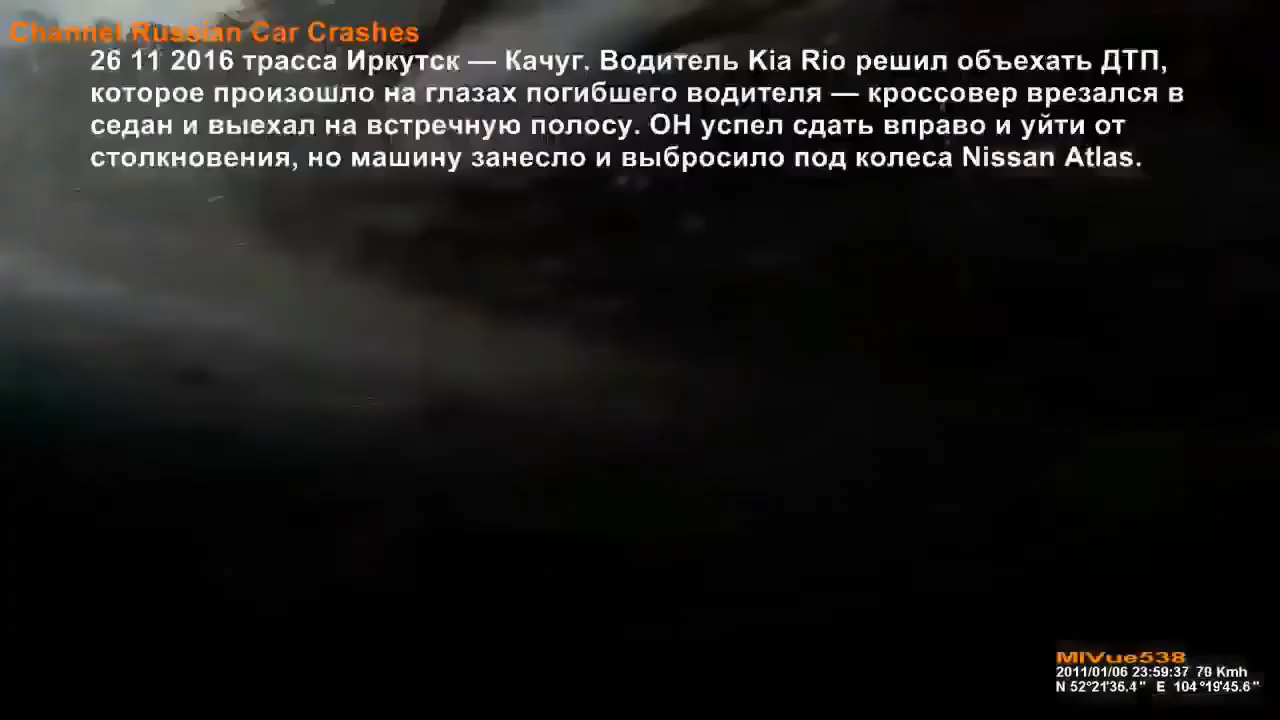 Channel Russian Car Crashes
26 11 2016 трасса Иркутск — Качуг. Водитель Kia Rio решил объехать ДТП,
которое произошло на глазах погибшего водителя — кроссовер врезался в
седан и выехал на встречную полосу. ОН успел сдать вправо и уйти от
столкновения, но машину занесло и выбросило под колеса Nissan Atlas.
MiVue538
2011/01/06 23:59:37 79 Kmh
N 52°21'36.4" E 104°19'45.6"